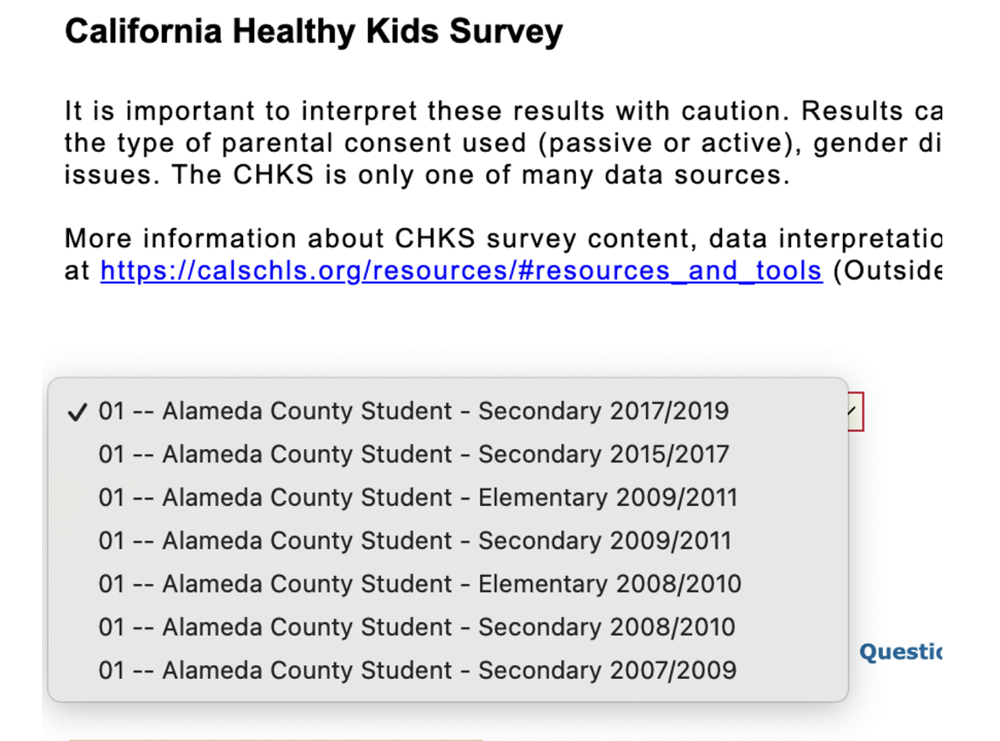 California Healthy Kids Survey
It is important to interpret these results with caution. Results ca
the type of parental consent used (passive or active), gender di
issues. The CHKS is only one of many data sources.
More information about CHKS survey content, data interpretatio
at https://calschls.org/resources/#resources_and_tools (Outside
✓ 01 -- Alameda County Student - Secondary 2017/2019
01 -- Alameda County Student - Secondary 2015/2017
01 -- Alameda County Student - Elementary 2009/2011
01 -- Alameda County Student - Secondary 2009/2011
01 -- Alameda County Student - Elementary 2008/2010
01 -- Alameda County Student - Secondary 2008/2010
Questio
01 -- Alameda County Student - Secondary 2007/2009